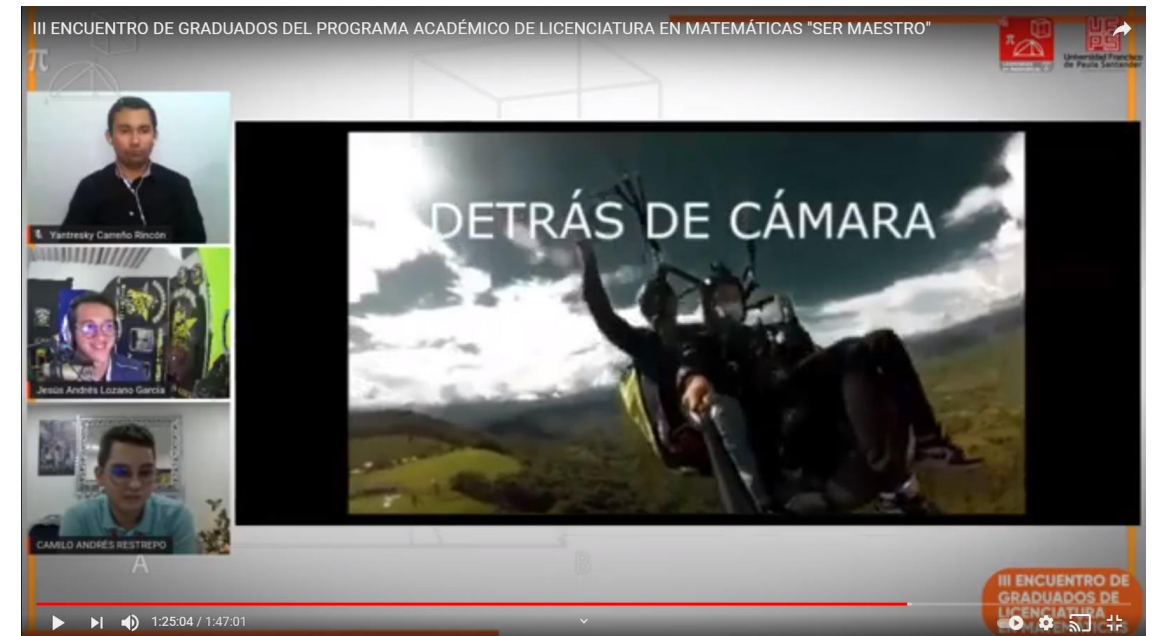 III ENCUENTRO DE GRADUADOS DEL PROGRAMA ACADÉMICO DE LICENCIATURA EN MATEMÁTICAS "SER MAESTRO"
π
UFPS
Universidad Francisco
de Paula Santander
DETRÁS DE CÁMARA
Yantresky Carreño Rincón
Jesús Andrés Lozano García
CAMILO ANDRÉS RESTREPO
A
B
III ENCUENTRO DE
GRADUADOS DE
LICENCIATURA
1:25:04 / 1:47:01